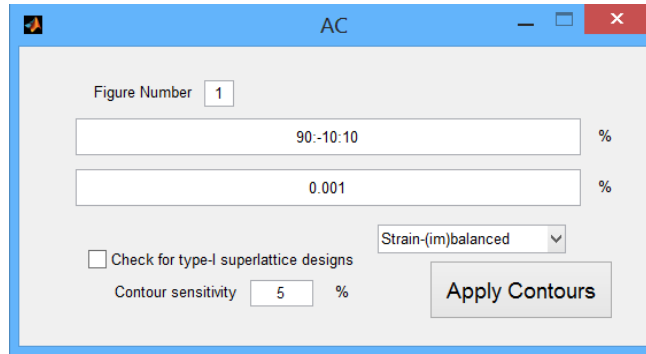 AC
Figure Number 1
90:-10:10 %
0.001 %
Strain-(im)balanced
Check for type-I superlattice designs
Contour sensitivity 5 %
Apply Contours